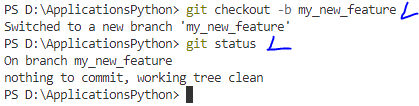 PS D:\ApplicationsPython> git checkout -b my_new_feature
Switched to a new branch 'my_new_feature'
PS D:\ApplicationsPython> git status
On branch my_new_feature
nothing to commit, working tree clean
PS D:\ApplicationsPython>